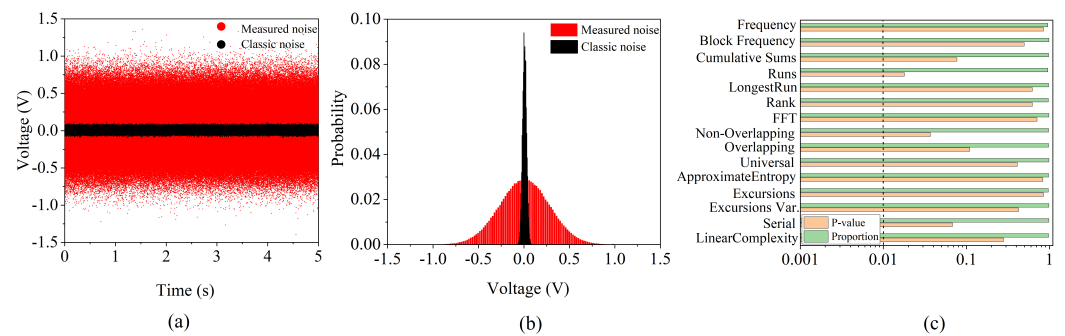 1.5
1.0
0.5
0.0
-0.5
-1.0
-1.5
Voltage (V)
Measured noise
Classic noise
0 1 2 3 4 5
Time (s)
(a)
0.10
0.08
0.06
0.04
0.02
0.00
Probability
Measured noise
Classic noise
-1.5 -1.0 -0.5 0.0 0.5 1.0 1.5
Voltage (V)
(b)
Frequency
Block Frequency
Cumulative Sums
Runs
LongestRun
Rank
FFT
Non-Overlapping
Overlapping
Universal
ApproximateEntropy
Excursions
Excursions Var.
Serial
LinearComplexity
P-value
Proportion
0.001 0.01 0.1 1
(c)